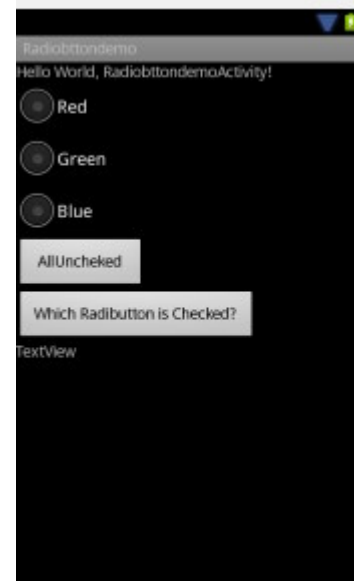 Radiobttondemo
Hello World, RadiobttondemoActivity!
Red
Green
Blue
AllUncheked
Which Radibutton is Checked?
TextView